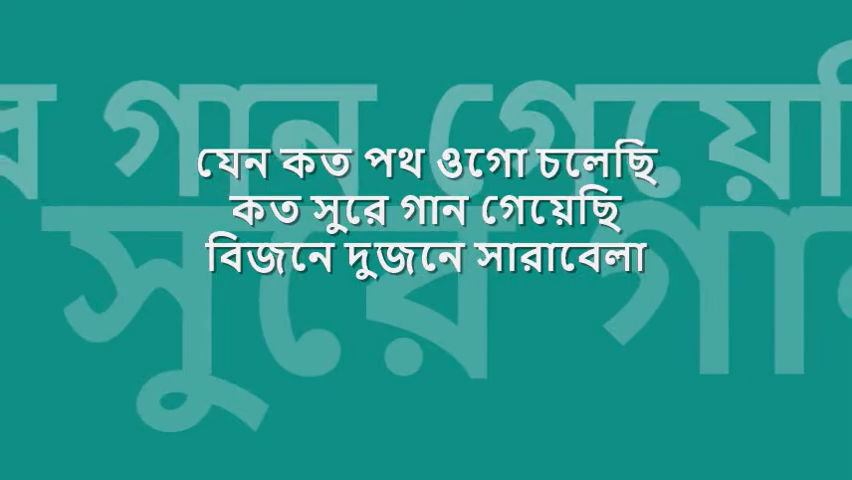 যেন কত পথ ওগো চলেছি
কত সুরে গান গেয়েছি
বিজনে দুজনে সারাবেলা
রে গান গেয়েছি
সুরে গান